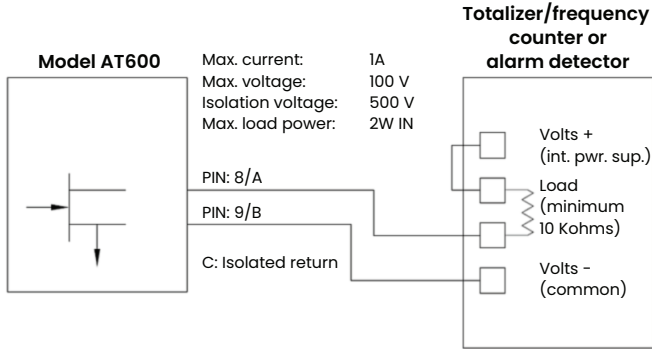 Totalizer/frequency
counter or
alarm detector
Model AT600
Max. current: 1A
Max. voltage: 100 V
Isolation voltage: 500 V
Max. load power: 2W IN
Volts +
(int. pwr. sup.)
Load
(minimum
10 Kohms)
PIN: 8/A
PIN: 9/B
C: Isolated return
Volts -
(common)